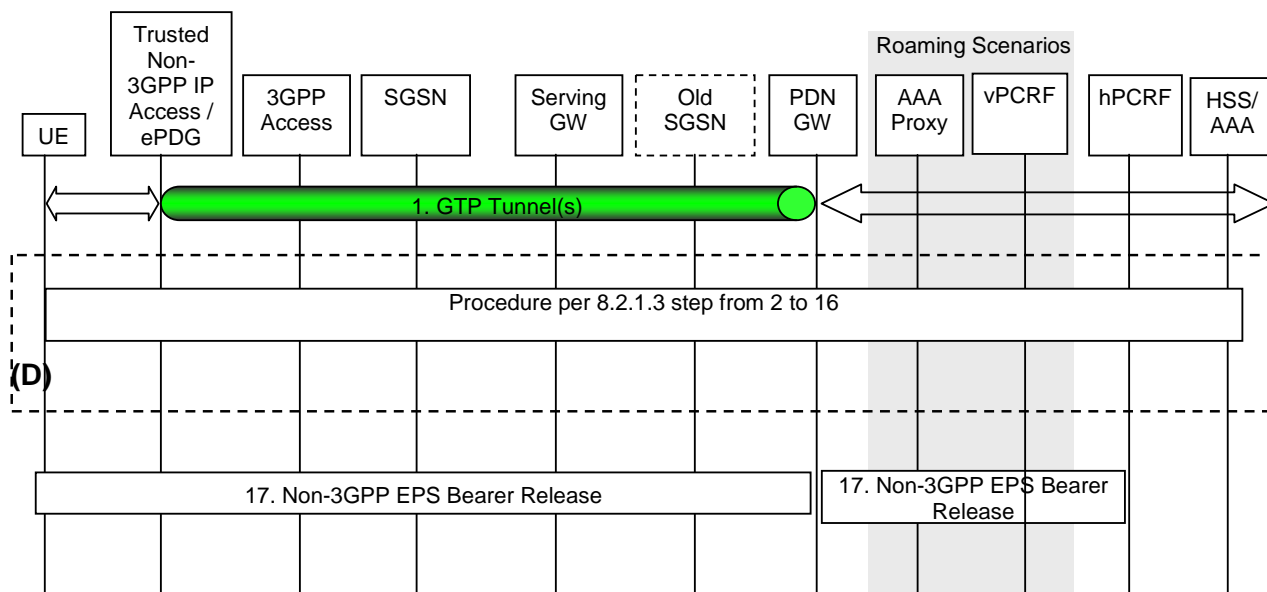 Roaming Scenarios
UE
Trusted
Non-
3GPP IP
Access /
ePDG
3GPP
Access
SGSN
Serving
GW
Old
SGSN
PDN
GW
AAA
Proxy
vPCRF
hPCRF
HSS/
AAA
1. GTP Tunnel(s)
Procedure per 8.2.1.3 step from 2 to 16
(D)
17. Non-3GPP EPS Bearer Release
17. Non-3GPP EPS Bearer
Release